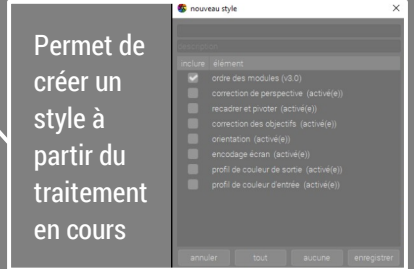 Permet de
créer un
style à
partir du
traitement
en cours
nouveau style
description
inclure élément
ordre des modules (v3.0)
correction de perspective (activé(e))
recadrer et pivoter (activé(e))
correction des objectifs (activé(e))
orientation (activé(e))
encodage écran (activé(e))
profil de couleur de sortie (activé(e))
profil de couleur d'entrée (activé(e))
annuler tout aucune enregistrer